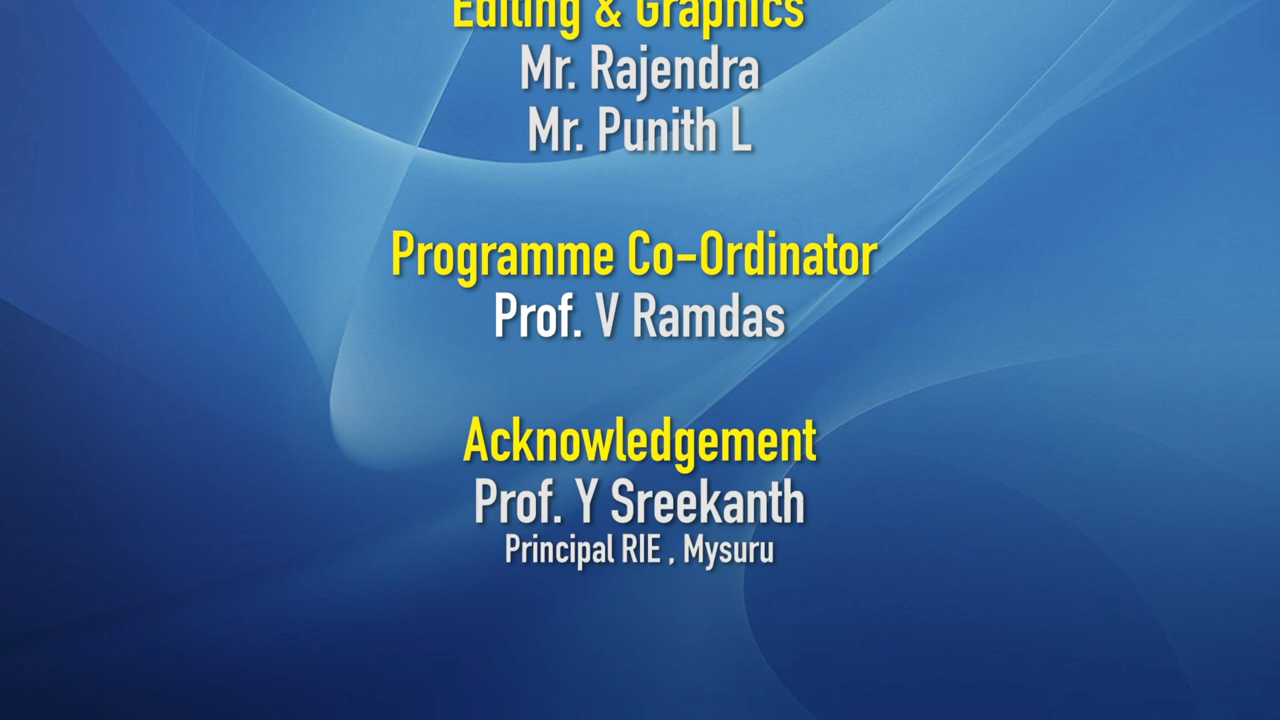 Editing & Graphics
Mr. Rajendra
Mr. Punith L
Programme Co-Ordinator
Prof. V Ramdas
Acknowledgement
Prof. Y Sreekanth
Principal RIE , Mysuru